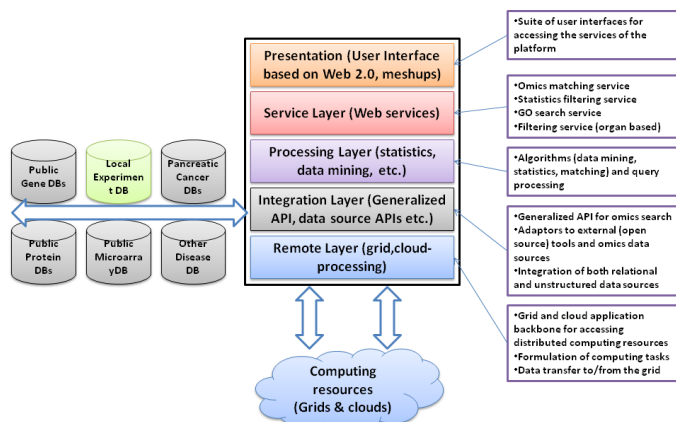 Presentation (User Interface
based on Web 2.0, meshups)
Service Layer (Web services)
Processing Layer (statistics,
data mining, etc.)
Integration Layer (Generalized
API, data source APIs etc.)
Remote Layer (grid,cloud-
processing)
Public
Gene DBs
Local
Experimen
t DB
Pancreatic
Cancer
DBs
Public
Protein
DBs
Public
Microarra
yDB
Other
Disease
DB
Computing
resources
(Grids & clouds)
•Suite of user interfaces for
accessing the services of the
platform
•Omics matching service
•Statistics filtering service
•GO search service
•Filtering service (organ based)
•Algorithms (data mining,
statistics, matching) and query
processing
•Generalized API for omics search
•Adaptors to external (open
source) tools and omics data
sources
•Integration of both relational
and unstructured data sources
•Grid and cloud application
backbone for accessing
distributed computing resources
•Formulation of computing tasks
•Data transfer to/from the grid